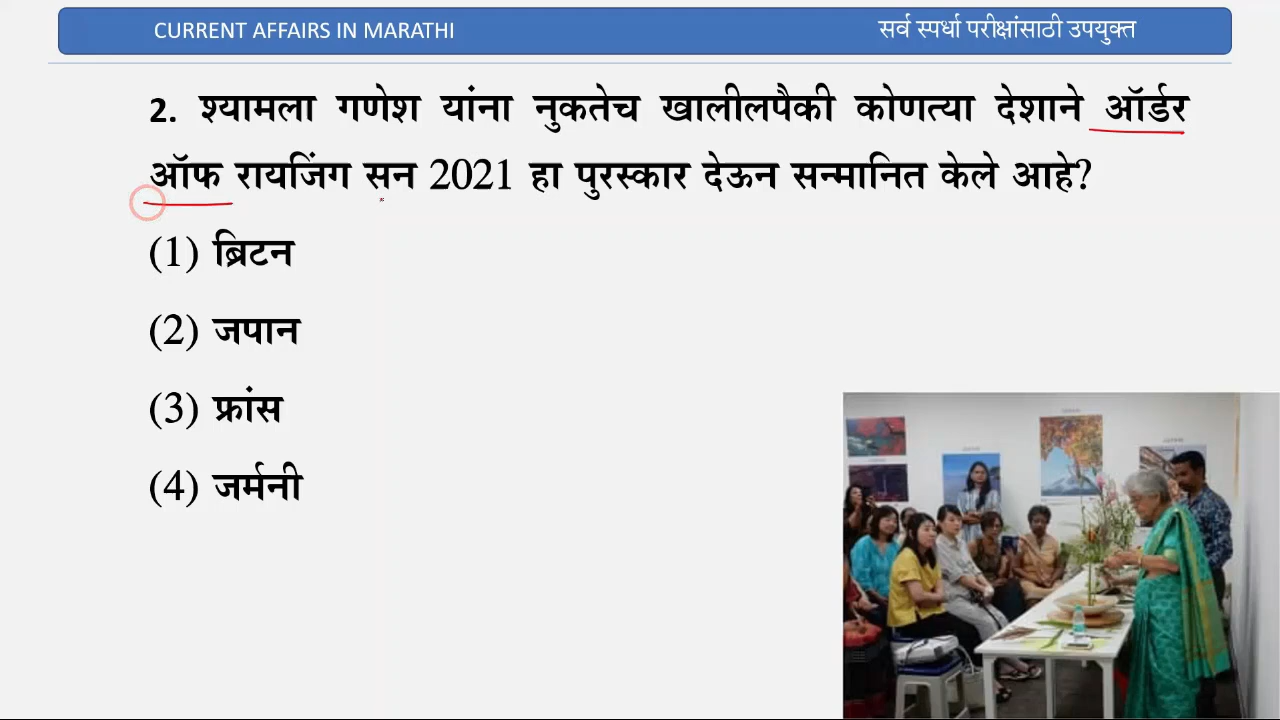 CURRENT AFFAIRS IN MARATHI
सर्व स्पर्धा परीक्षांसाठी उपयुक्त
2. श्यामला गणेश यांना नुकतेच खालीलपैकी कोणत्या देशाने ऑर्डर
ऑफ रायजिंग सन 2021 हा पुरस्कार देऊन सन्मानित केले आहे?
(1) ब्रिटन
(2) जपान
(3) फ्रांस
(4) जर्मनी